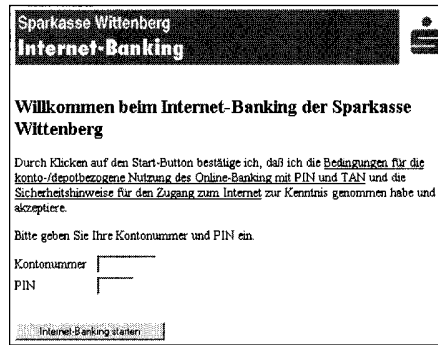 Sparkasse Wittenberg
Internet-Banking
Willkommen beim Internet-Banking der Sparkasse
Wittenberg
Durch Klicken auf den Start-Button bestätige ich, daß ich die Bedingungen für die
konto-/depotbezogene Nutzung des Online-Banking mit PIN und TAN und die
Sicherheitshinweise für den Zugang zum Internet zur Kenntnis genommen habe und
akzeptiere.
Bitte geben Sie Ihre Kontonummer und PIN ein.
Kontonummer
PIN
Internet-Banking starten